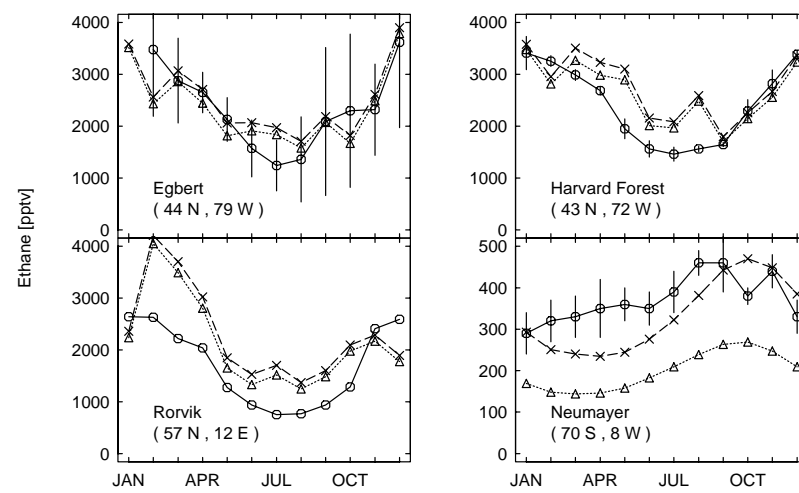 Ethane [pptv]
4000
3000
2000
1000
0
Egbert
( 44 N , 79 W )
4000
3000
2000
1000
0
Harvard Forest
( 43 N , 72 W )
4000
3000
2000
1000
0
Rorvik
( 57 N , 12 E )
JAN APR JUL OCT
500
400
300
200
100
0
Neumayer
( 70 S , 8 W )
JAN APR JUL OCT